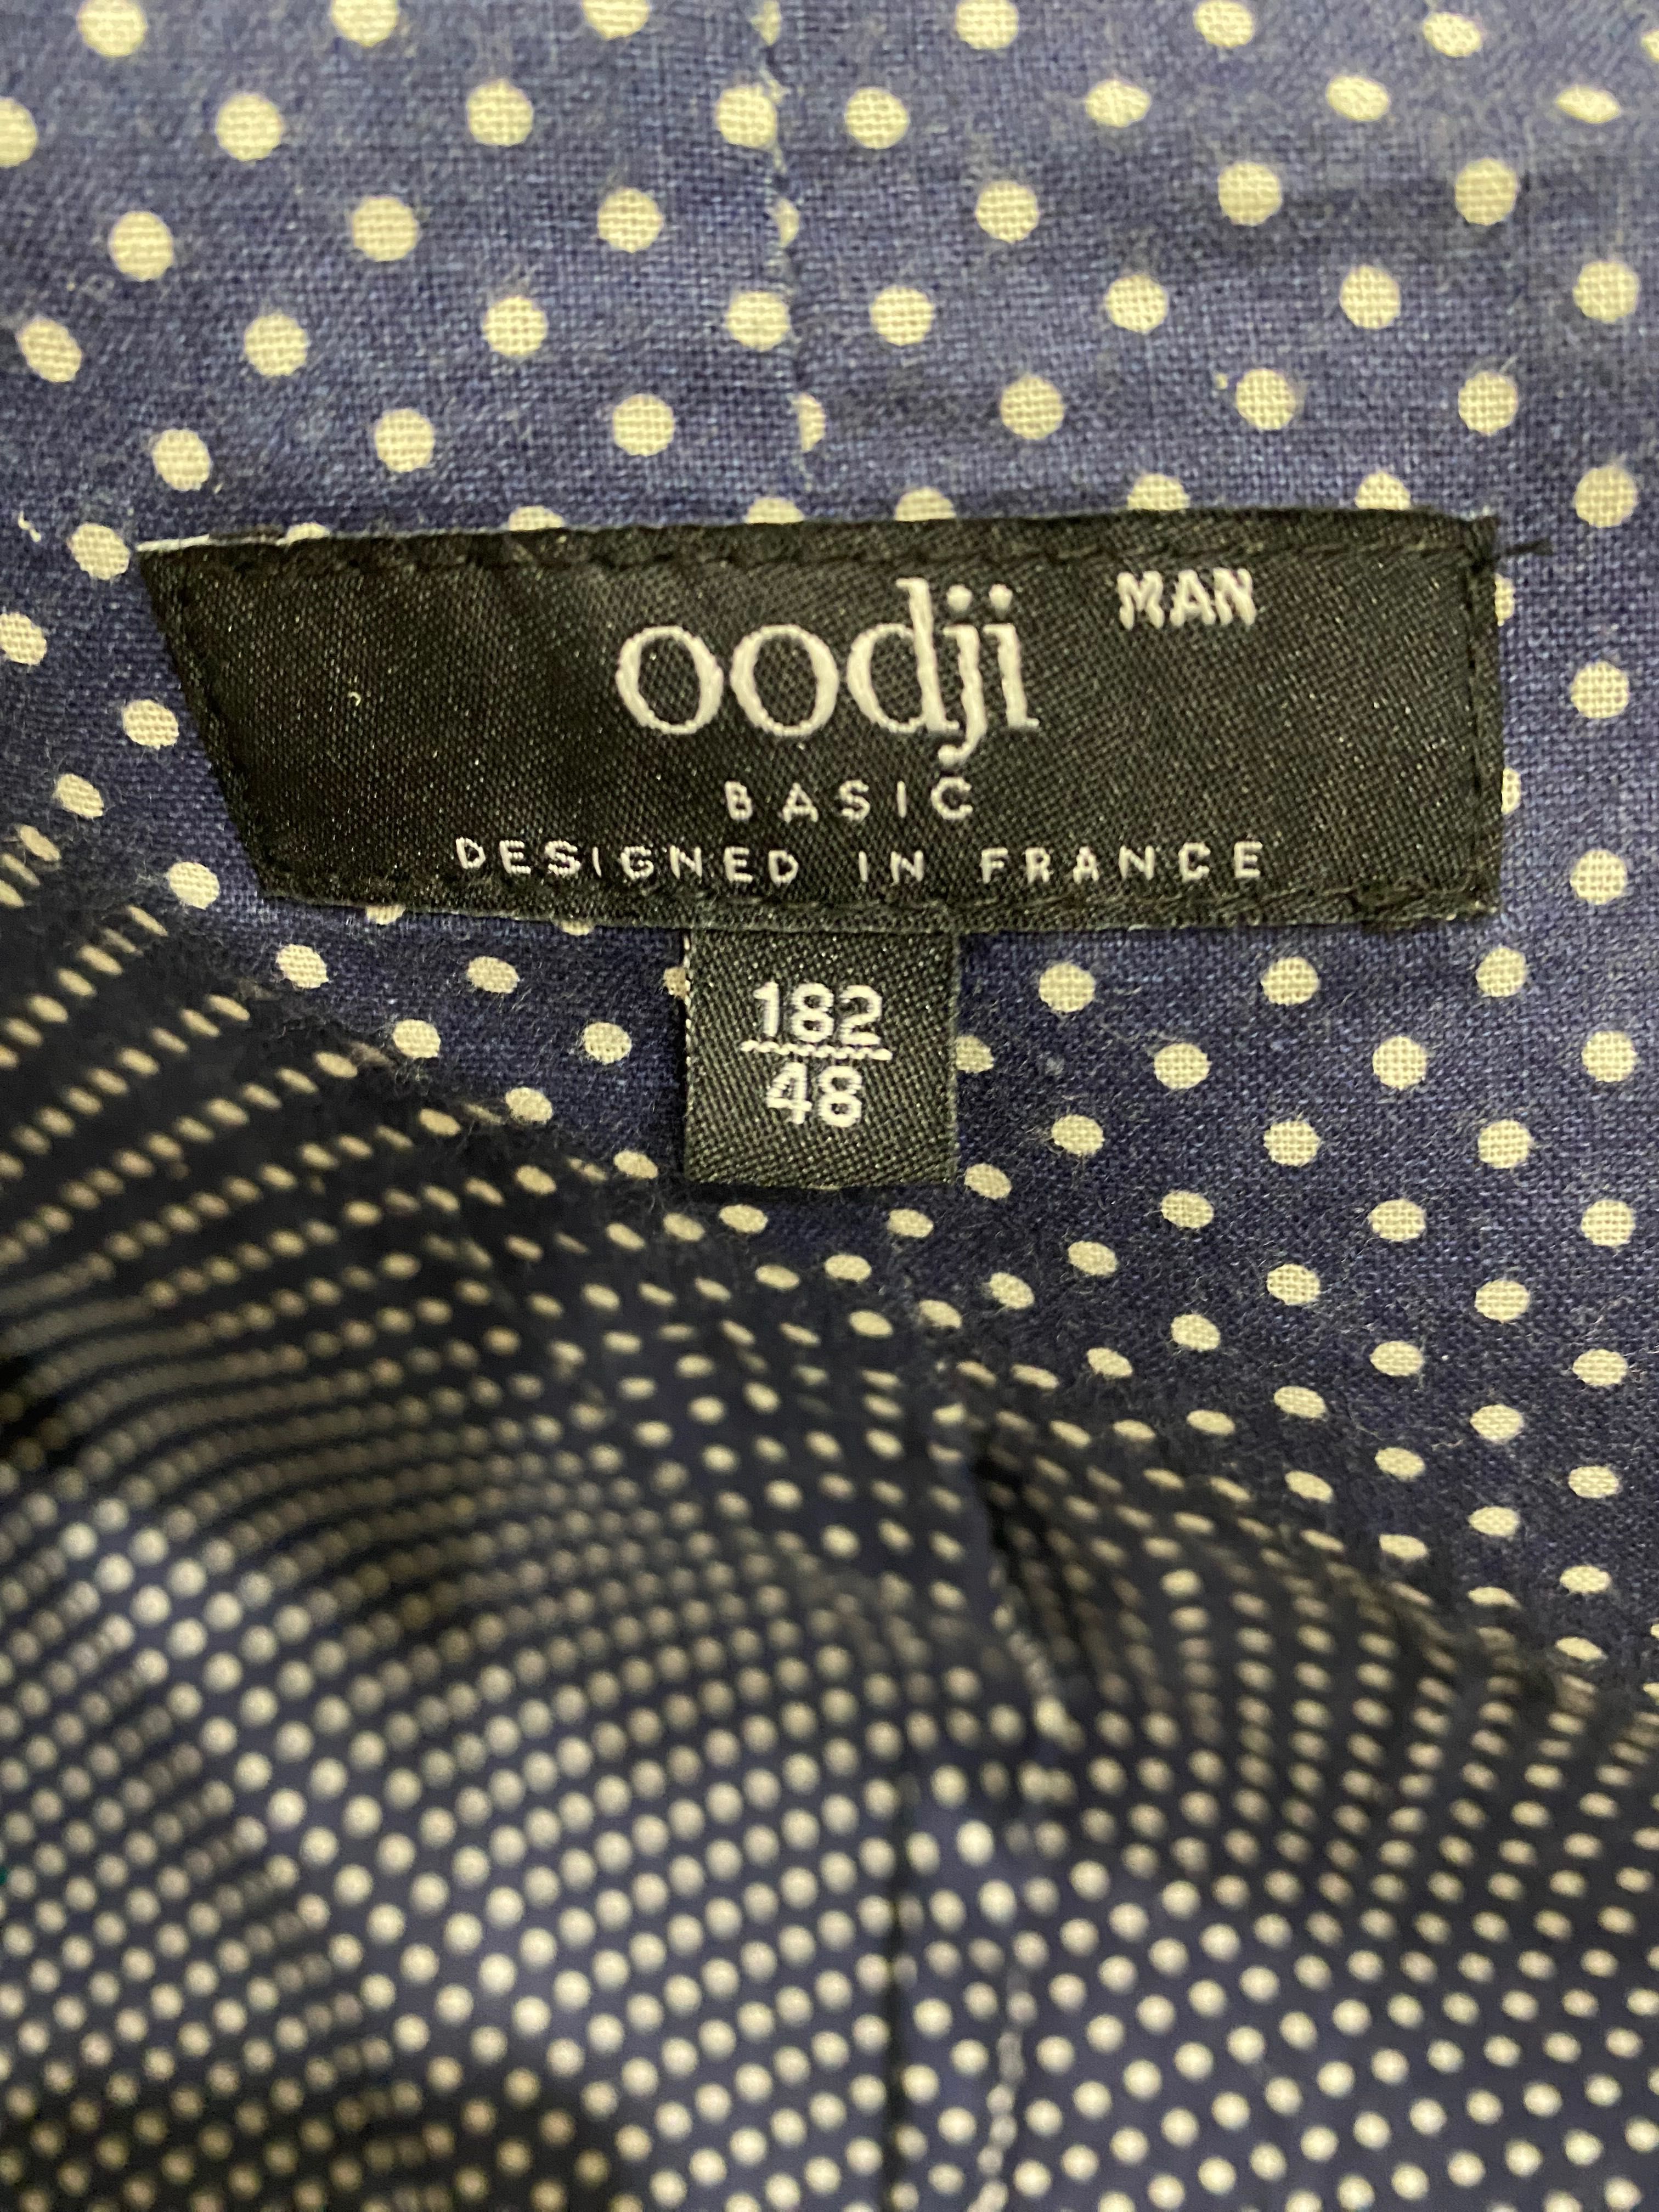 oodji MAN
BASIC
DESIGNED IN FRANCE
182
48